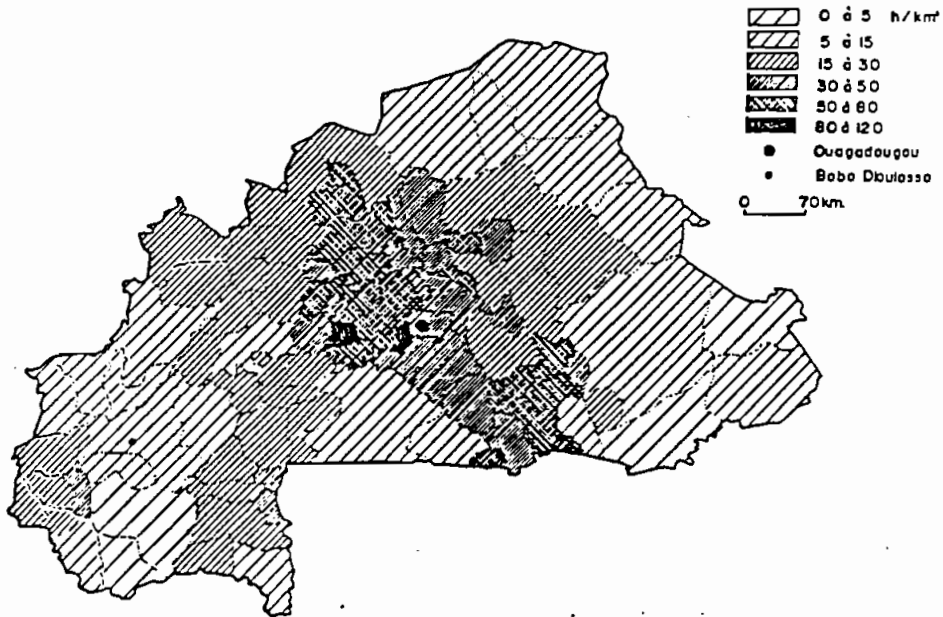 0 à 5 h/km²
5 à 15
15 à 30
30 à 50
50 à 80
80 à 120
Ouagadougou
Bobo Dioulasso
0 70 km.